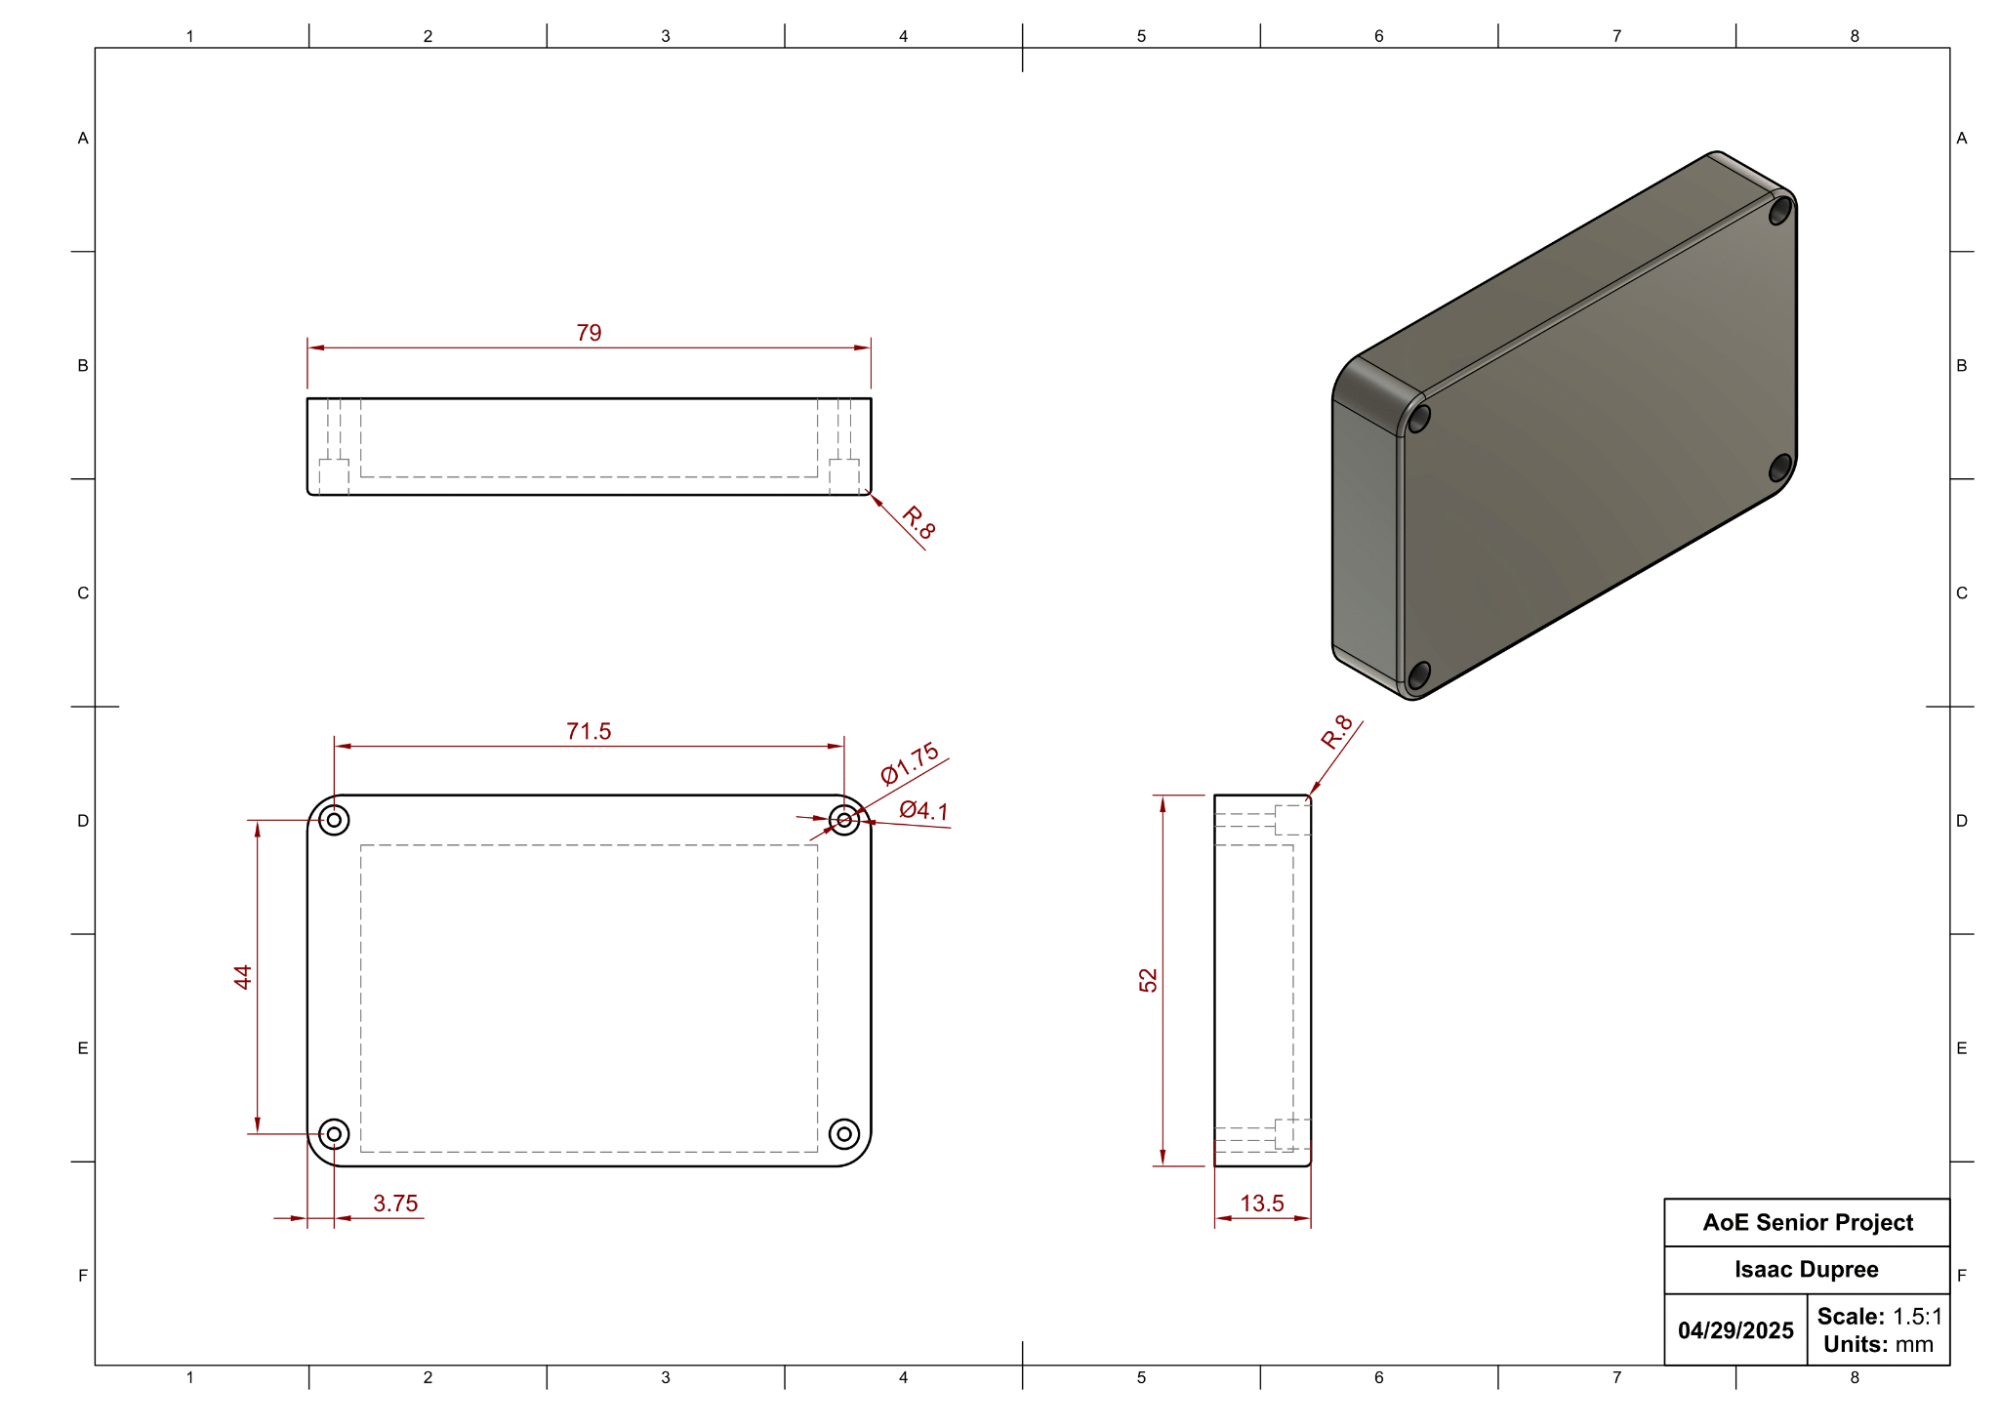 1 2 3 4 5 6 7 8
A A
79
B B
R.8
C C
71.5
R.8
Ø1.75
Ø4.1
D D
44
52
E E
3.75
13.5
AoE Senior Project
Isaac Dupree
F F
04/29/2025
Scale: 1.5:1
Units: mm
1 2 3 4 5 6 7 8